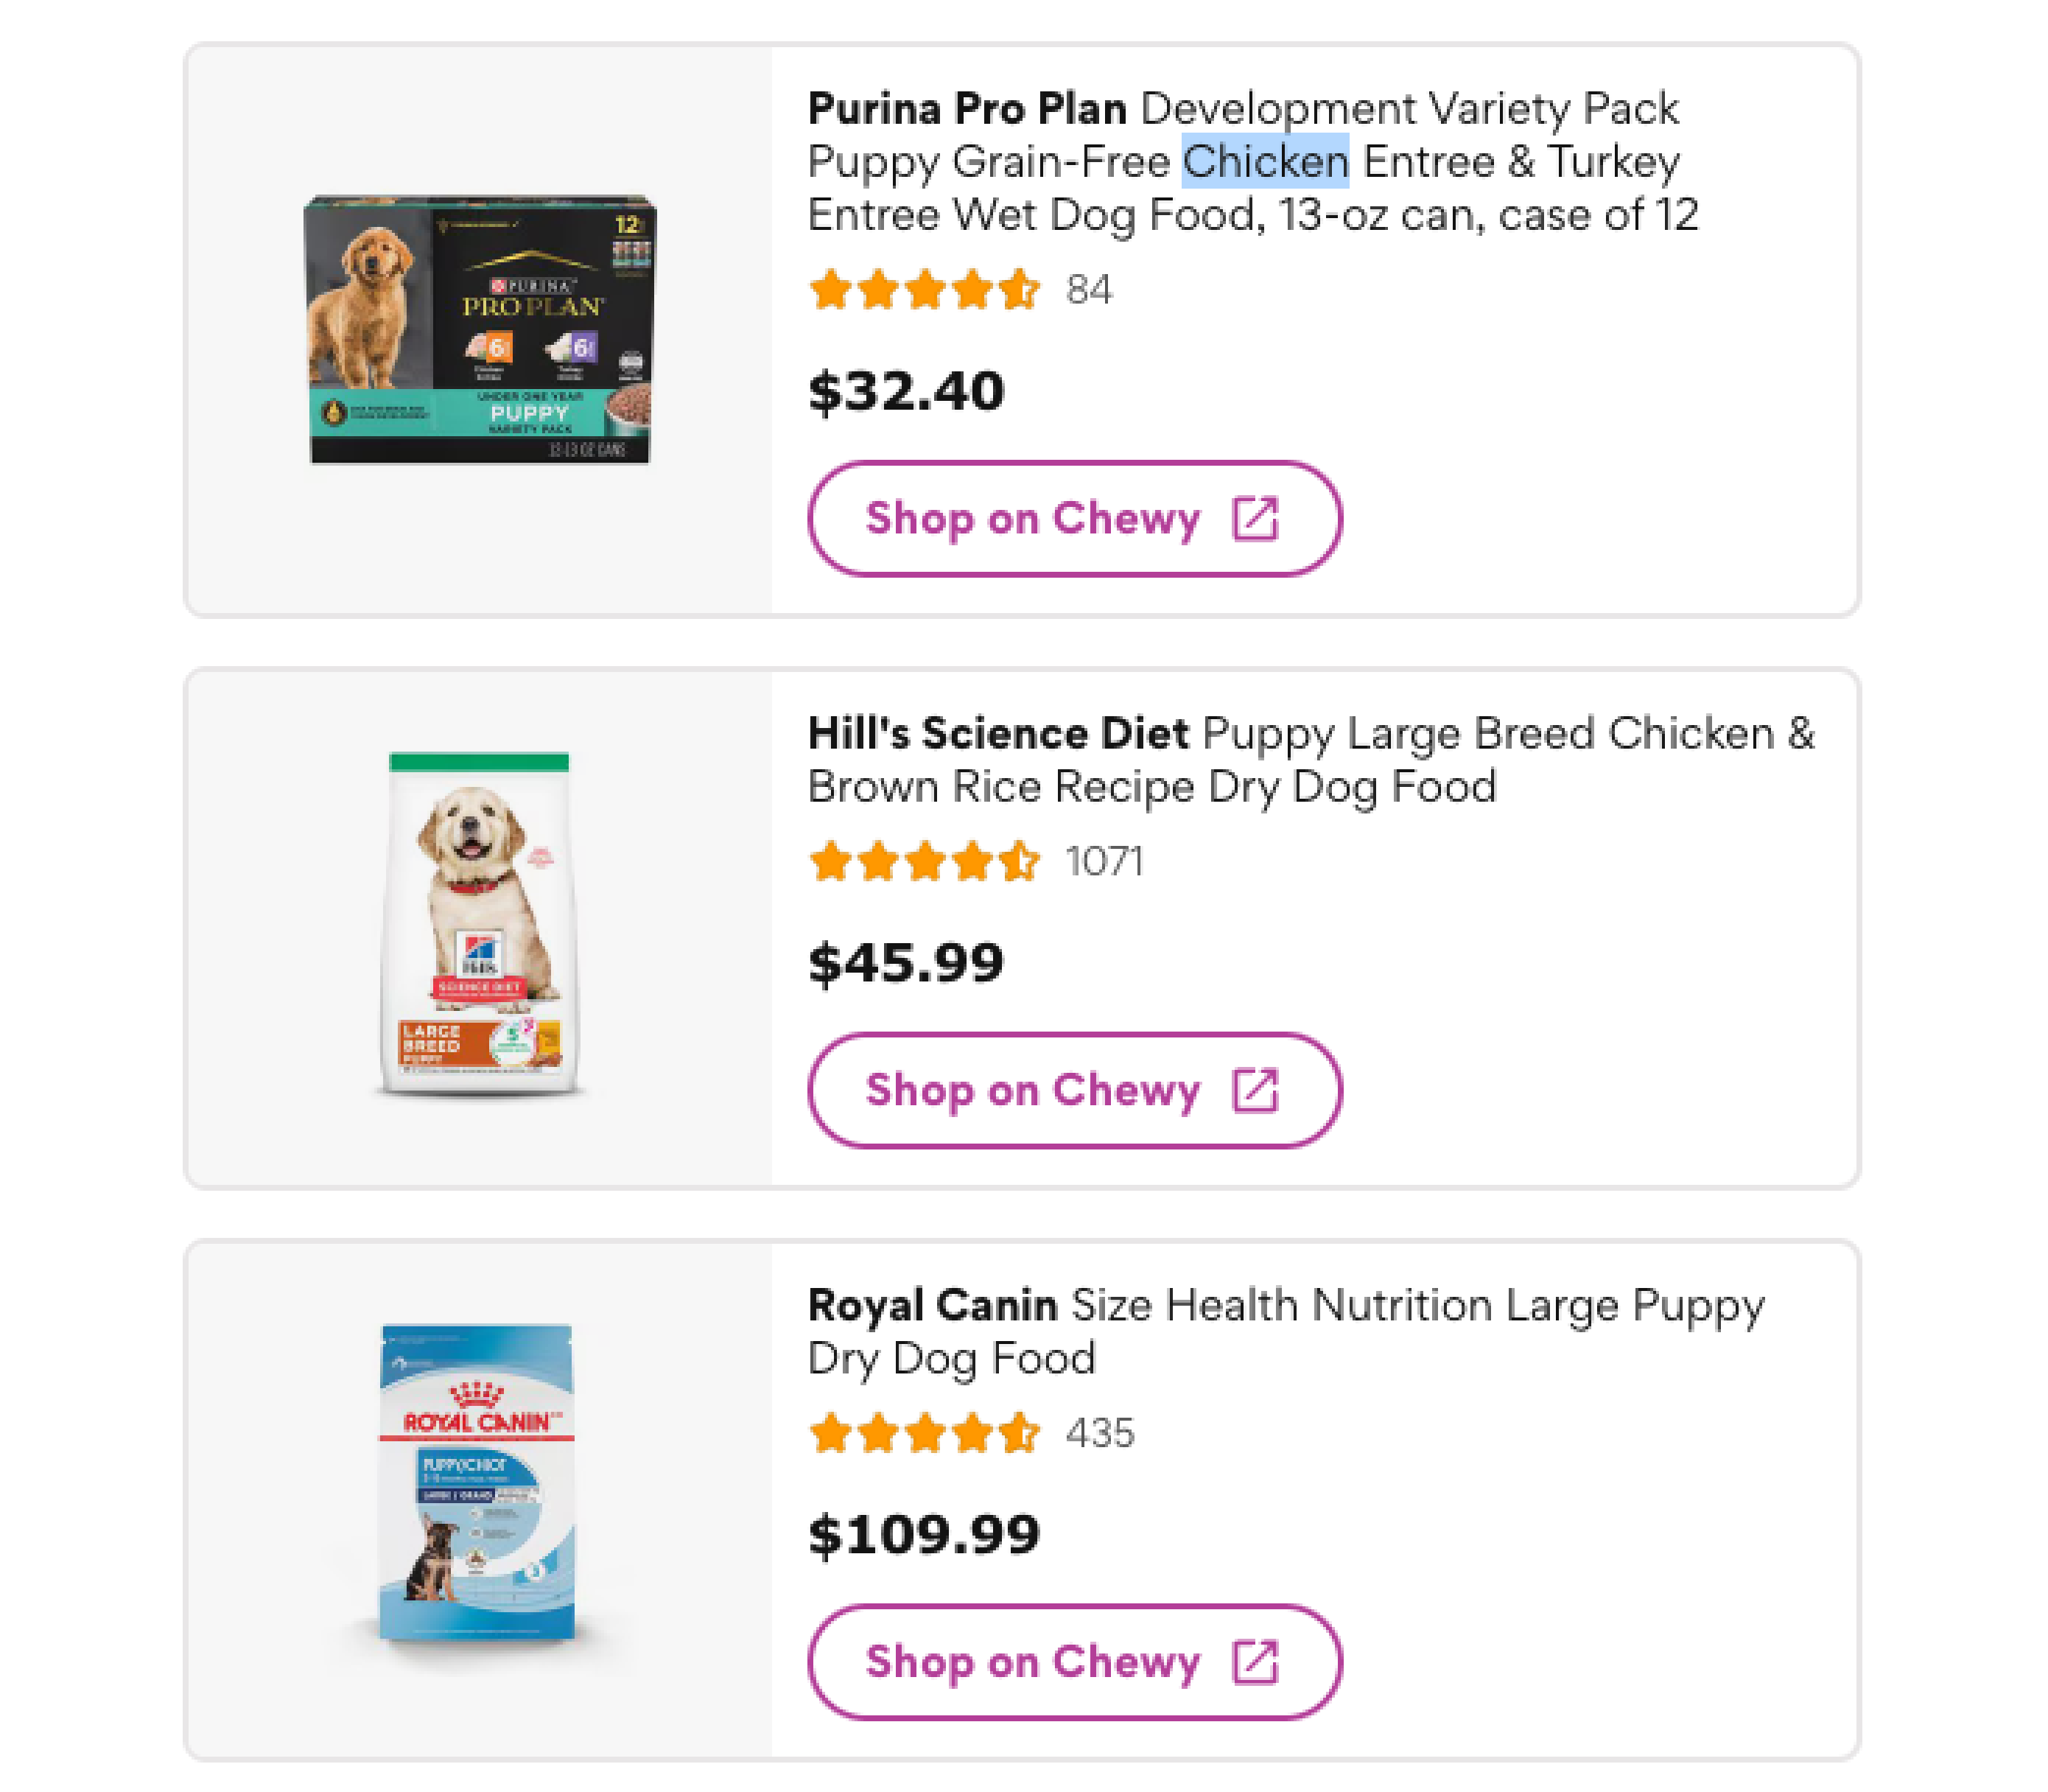 Purina Pro Plan Development Variety Pack
Puppy Grain-Free Chicken Entree & Turkey
Entree Wet Dog Food, 13-oz can, case of 12
84
$32.40
Shop on Chewy
12
PURINA
PRO PLAN
6
6
UNDER ONE YEAR
PUPPY
VARIETY PACK
12-13 OZ CANS
Hill's Science Diet Puppy Large Breed Chicken &
Brown Rice Recipe Dry Dog Food
1071
$45.99
Shop on Chewy
Hill's
SCIENCE DIET
LARGE
BREED
PUPPY
Royal Canin Size Health Nutrition Large Puppy
Dry Dog Food
435
$109.99
Shop on Chewy
ROYAL CANIN
PUPPY/CHIOT